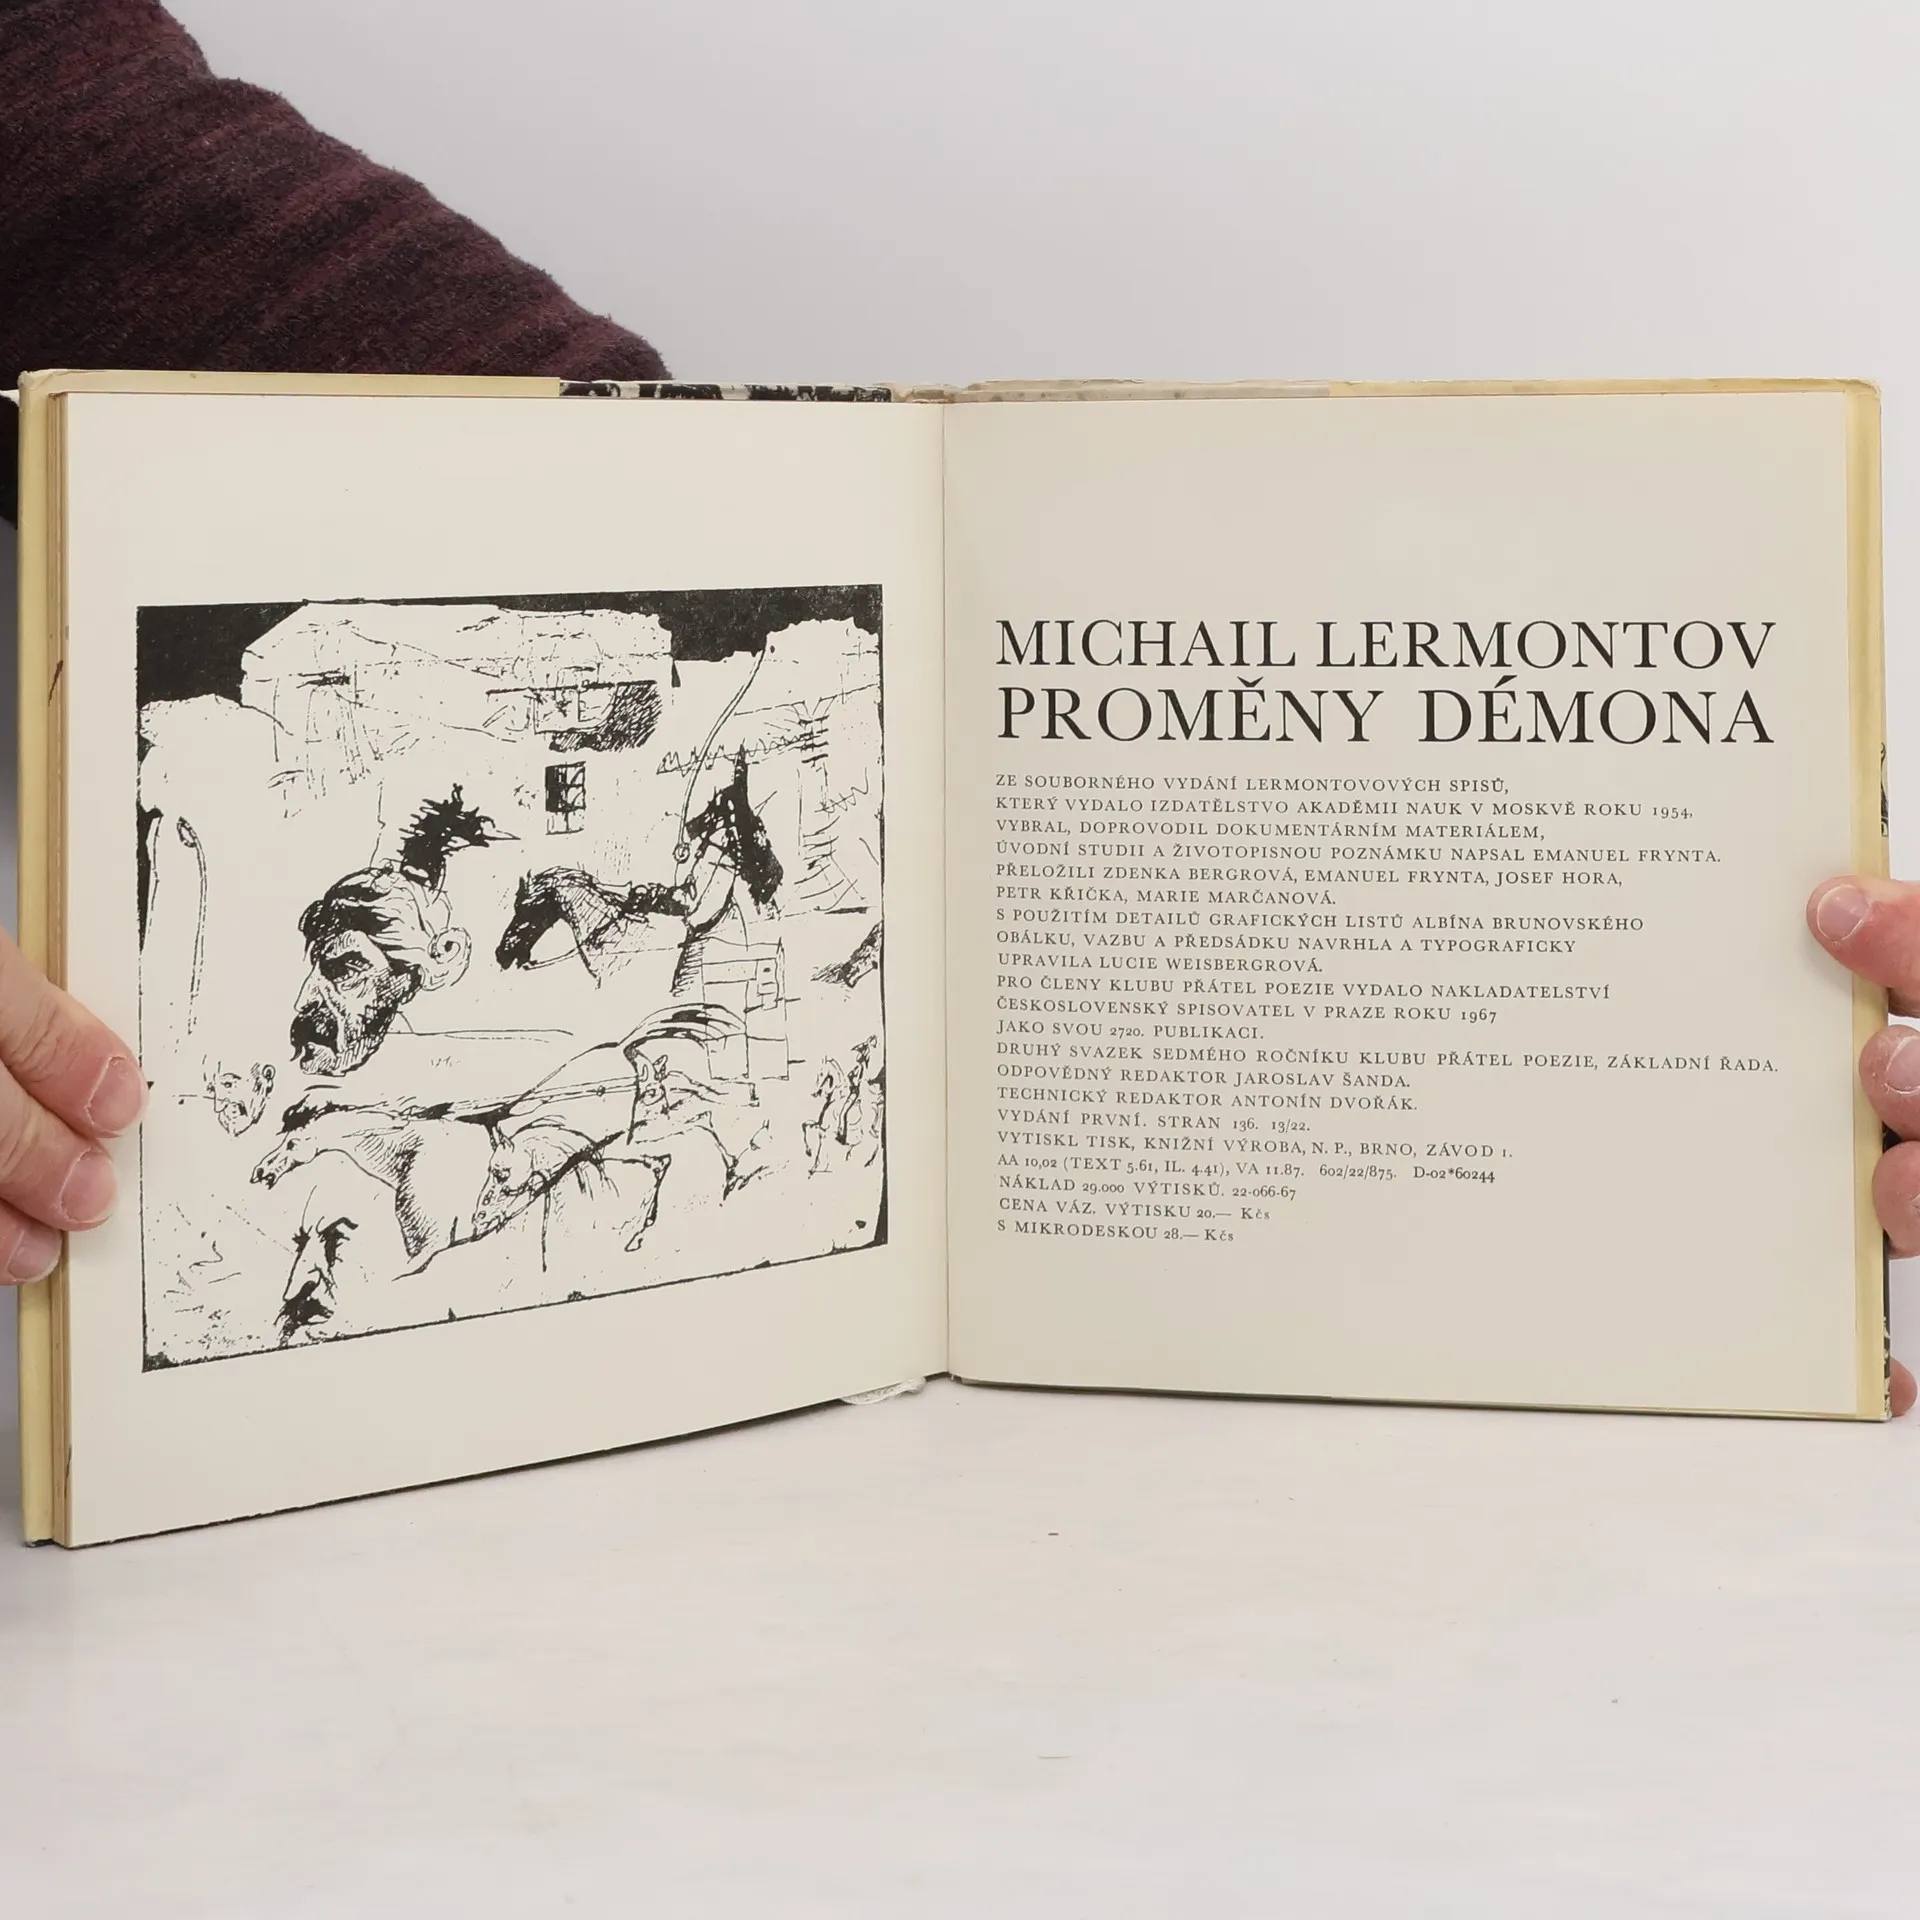 MICHAIL LERMONTOV
PROMĚNY DÉMONA
ZE SOUBORNÉHO VYDÁNÍ LERMONTOVOVÝCH SPISŮ,
KTERÝ VYDALO IZDATĚLSTVO AKADĚMII NAUK V MOSKVĚ ROKU 1954,
VYBRAL, DOPROVODIL DOKUMENTÁRNÍM MATERIÁLEM,
ÚVODNÍ STUDII A ŽIVOTOPISNOU POZNÁMKU NAPSAL EMANUEL FRYNTA.
PŘELOŽILI ZDENKA BERGROVÁ, EMANUEL FRYNTA, JOSEF HORA,
PETR KŘIČKA, MARIE MARČANOVÁ.
S POUŽITÍM DETAILŮ GRAFICKÝCH LISTŮ ALBÍNA BRUNOVSKÉHO
OBÁLKU, VAZBU A PŘEDSÁDKU NAVRHLA A TYPOGRAFICKY
UPRAVILA LUCIE WEISBERGROVÁ.
PRO ČLENY KLUBU PŘÁTEL POEZIE VYDALO NAKLADATELSTVÍ
ČESKOSLOVENSKÝ SPISOVATEL V PRAZE ROKU 1967
JAKO SVOU 2720. PUBLIKACI.
DRUHÝ SVAZEK SEDMÉHO ROČNÍKU KLUBU PŘÁTEL POEZIE, ZÁKLADNÍ ŘADA.
ODPOVĚDNÝ REDAKTOR JAROSLAV ŠANDA.
TECHNICKÝ REDAKTOR ANTONÍN DVOŘÁK.
VYDÁNÍ PRVNÍ. STRAN 136. 13/22.
VYTISKL TISK, KNIŽNÍ VÝROBA, N. P., BRNO, ZÁVOD 1.
AA 10,02 (TEXT 5.61, IL. 4.41), VA 11.87. 602/22/875. D-02*60244
NÁKLAD 29.000 VÝTISKŮ. 22-066-67
CENA VÁZ. VÝTISKU 20.— Kčs
S MIKRODESKOU 28.— Kčs